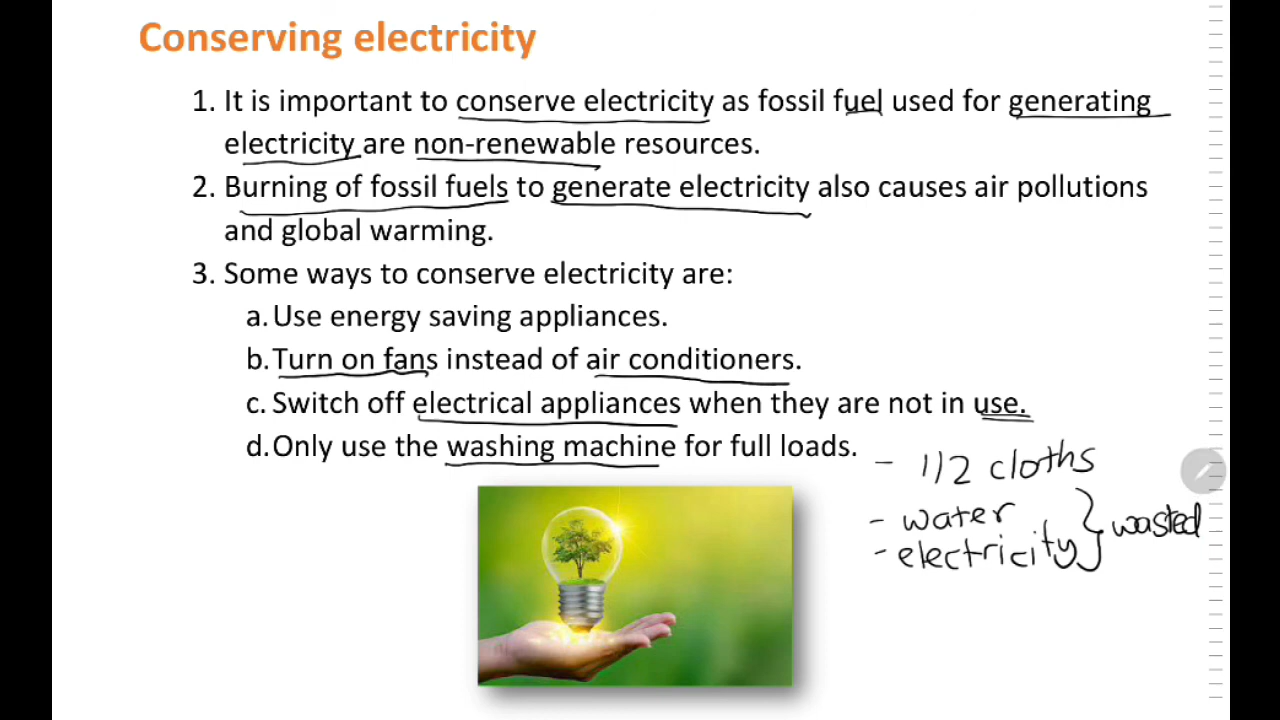 Conserving electricity
1. It is important to conserve electricity as fossil fuel used for generating
electricity are non-renewable resources.
2. Burning of fossil fuels to generate electricity also causes air pollutions
and global warming.
3. Some ways to conserve electricity are:
a. Use energy saving appliances.
b. Turn on fans instead of air conditioners.
c. Switch off electrical appliances when they are not in use.
d. Only use the washing machine for full loads.
- 1/2 cloths
- water
- electricity } wasted